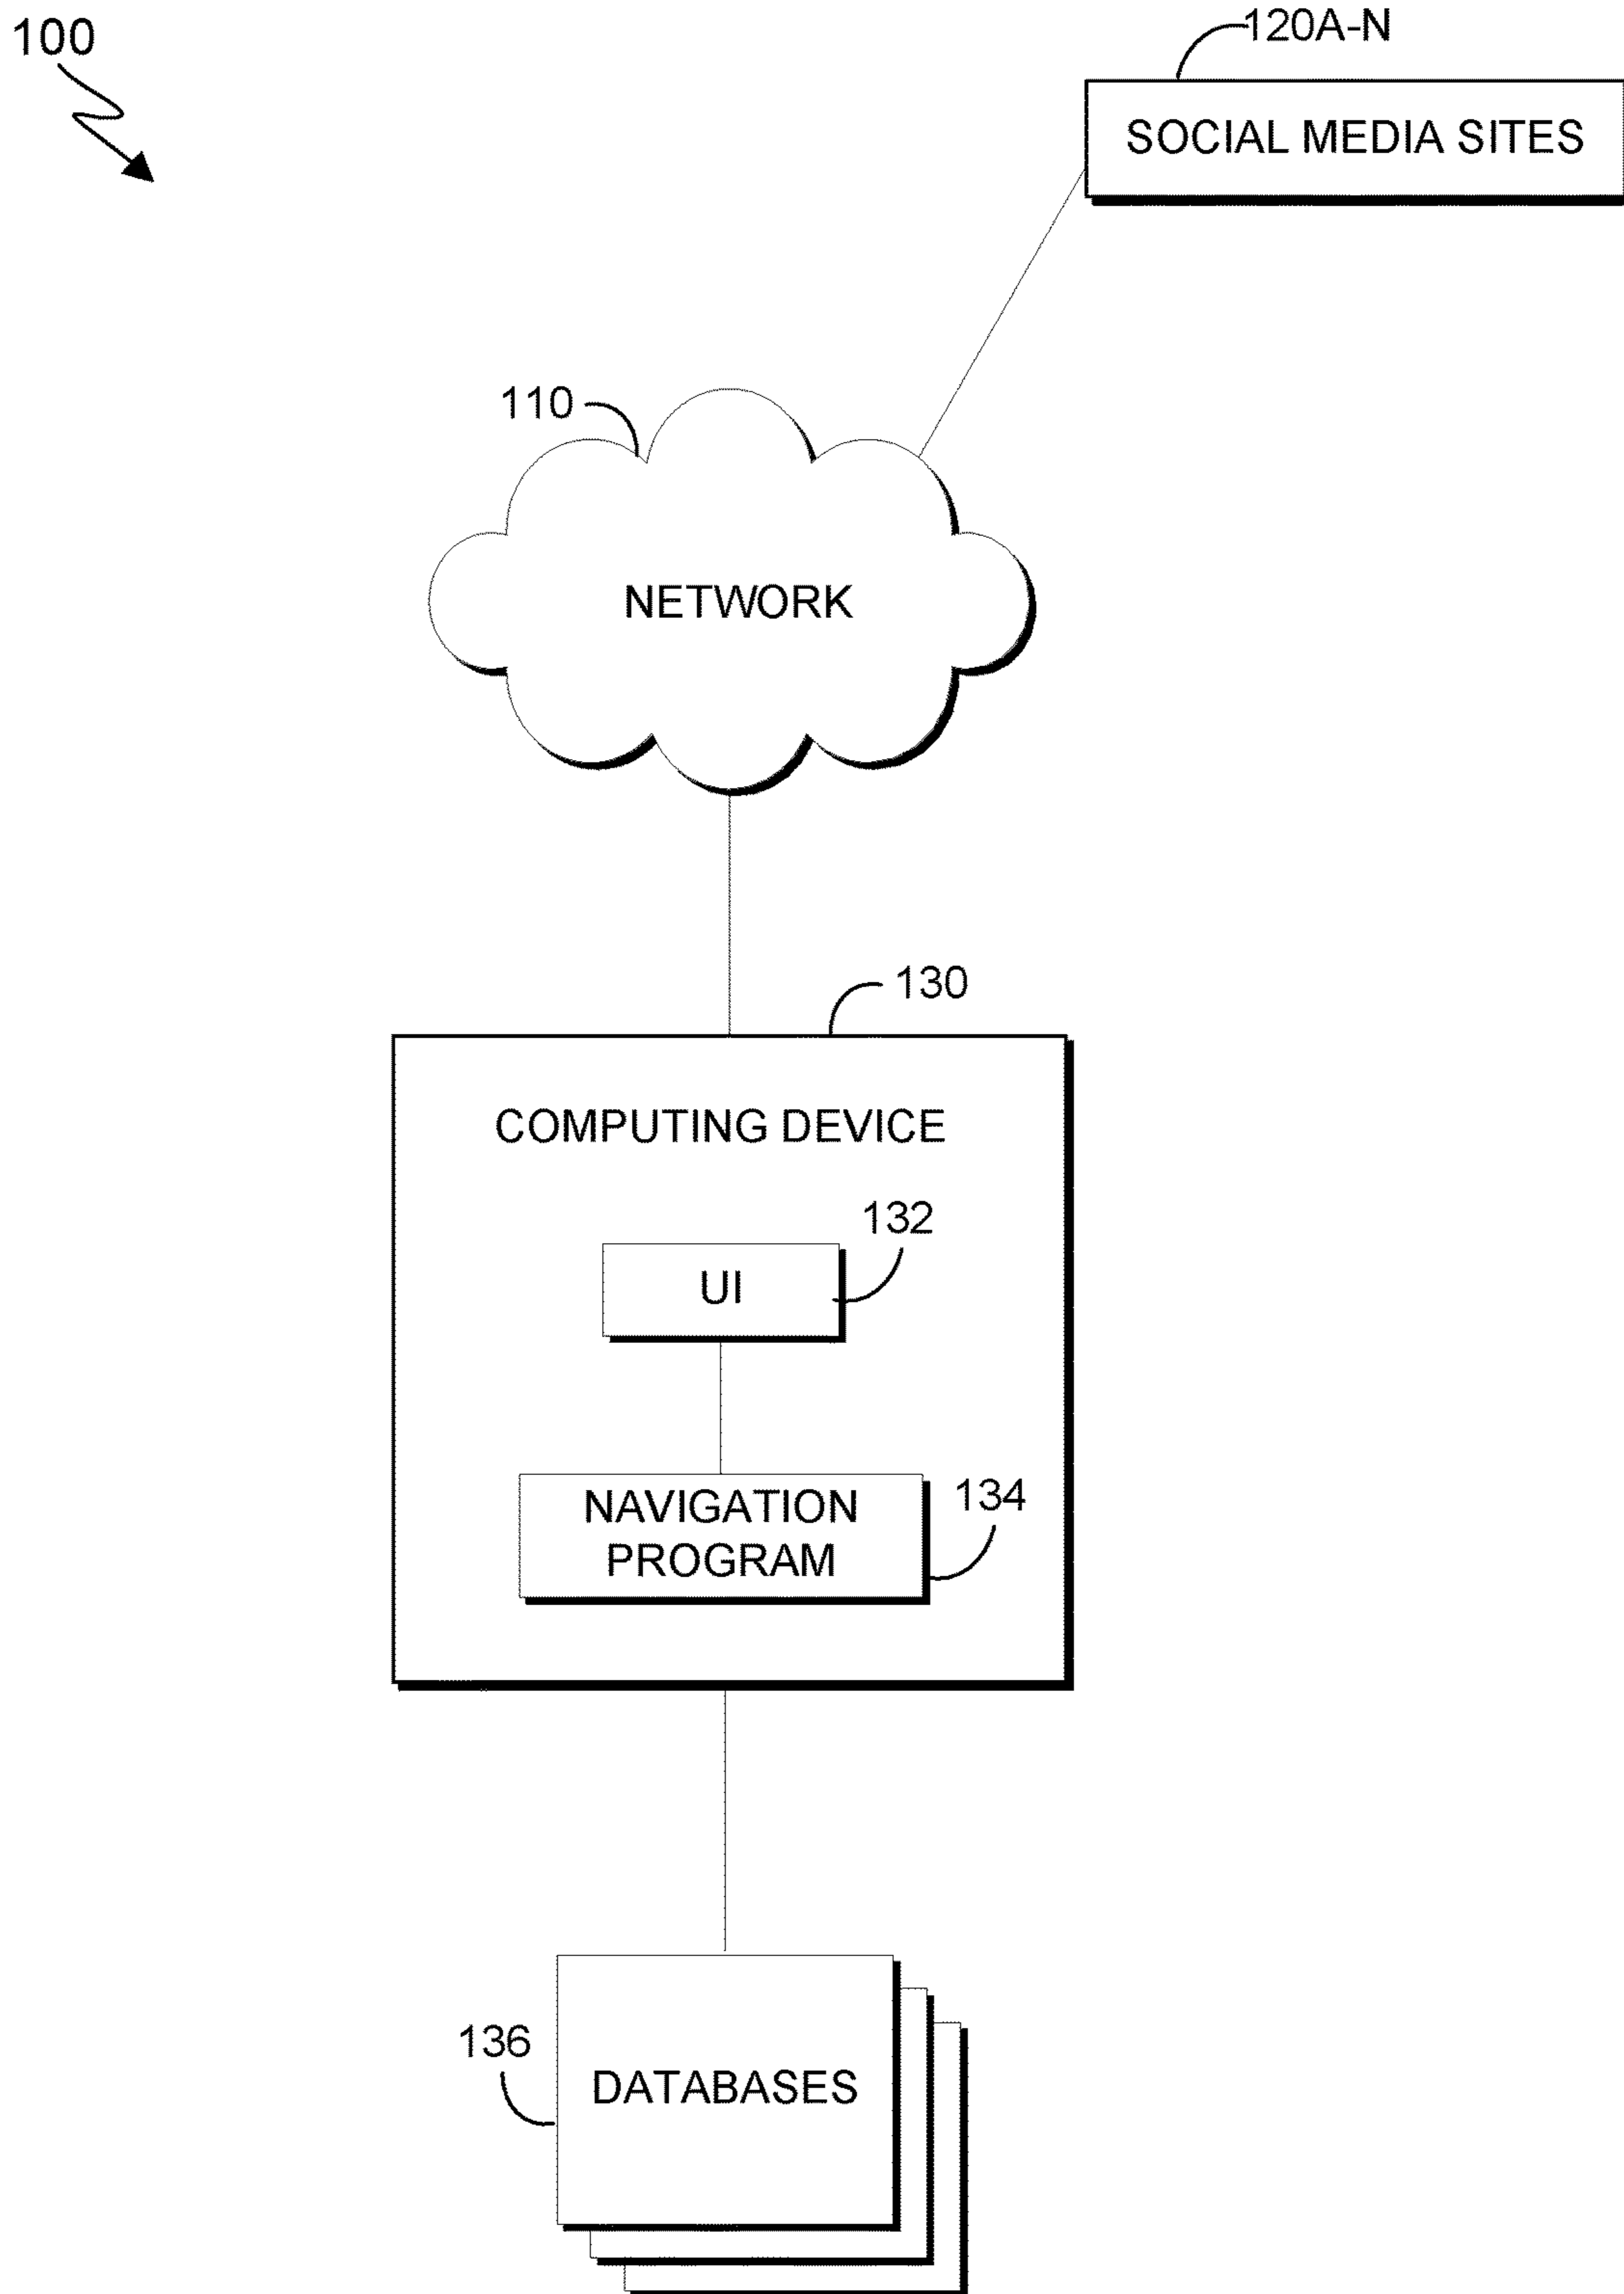 100
120A-N
SOCIAL MEDIA SITES
110
NETWORK
130
COMPUTING DEVICE
132
UI
134
NAVIGATION
PROGRAM
136
DATABASES